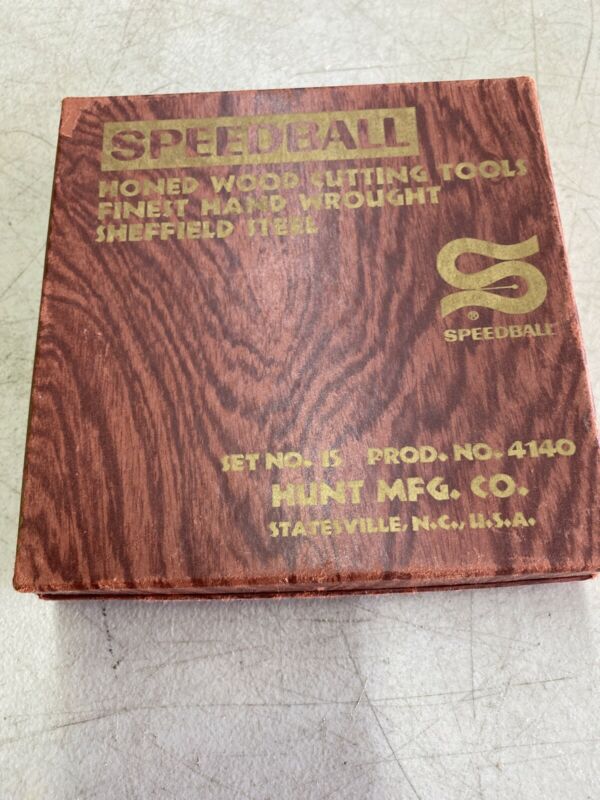 SPEEDBALL
HONED WOOD CUTTING TOOLS
FINEST HAND WROUGHT
SHEFFIELD STEEL
®
SPEEDBALL
SET NO. 15 PROD. NO. 4140
HUNT MFG. CO.
STATESVILLE, N.C., U.S.A.